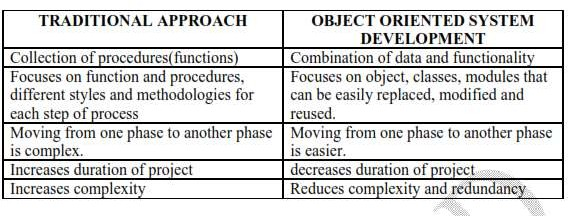 TRADITIONAL APPROACH
OBJECT ORIENTED SYSTEM
DEVELOPMENT
Collection of procedures(functions)
Combination of data and functionality
Focuses on function and procedures,
different styles and methodologies for
each step of process
Focuses on object, classes, modules that
can be easily replaced, modified and
reused.
Moving from one phase to another phase
is complex.
Moving from one phase to another phase
is easier.
Increases duration of project
decreases duration of project
Increases complexity
Reduces complexity and redundancy